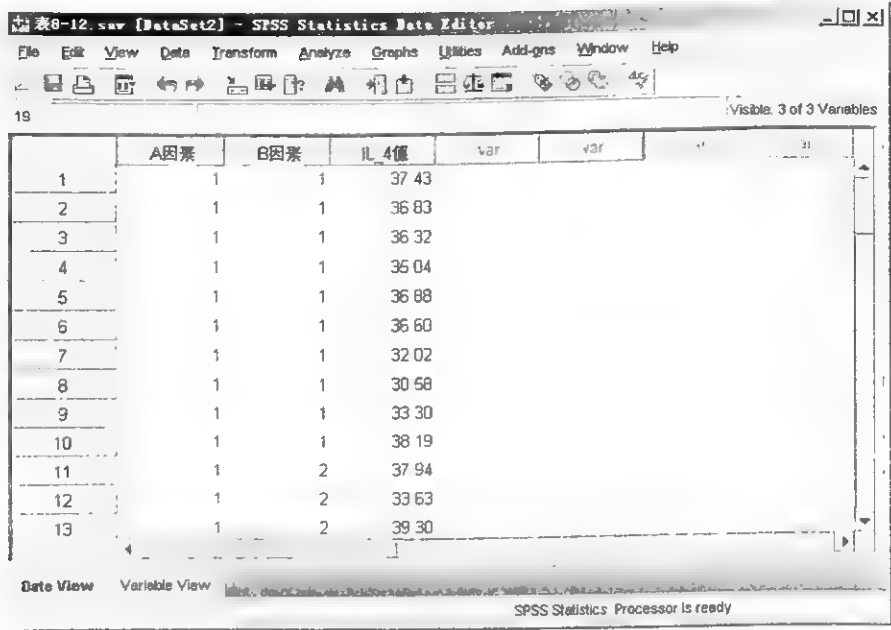 表8-12.sav [DataSet2] - SPSS Statistics Data Editor
File Edit View Data Transform Analyze Graphs Utilities Add-ons Window Help
19 Visible: 3 of 3 Variables
A因素 B因素 IL_4值 var var
1 1 1 37 43
2 1 1 36 83
3 1 1 36 32
4 1 1 35 04
5 1 1 36 88
6 1 1 36 60
7 1 1 32 02
8 1 1 30 58
9 1 1 33 30
10 1 1 38 19
11 1 2 37 94
12 1 2 33 63
13 1 2 39 30
Data View Variable View
SPSS Statistics Processor is ready